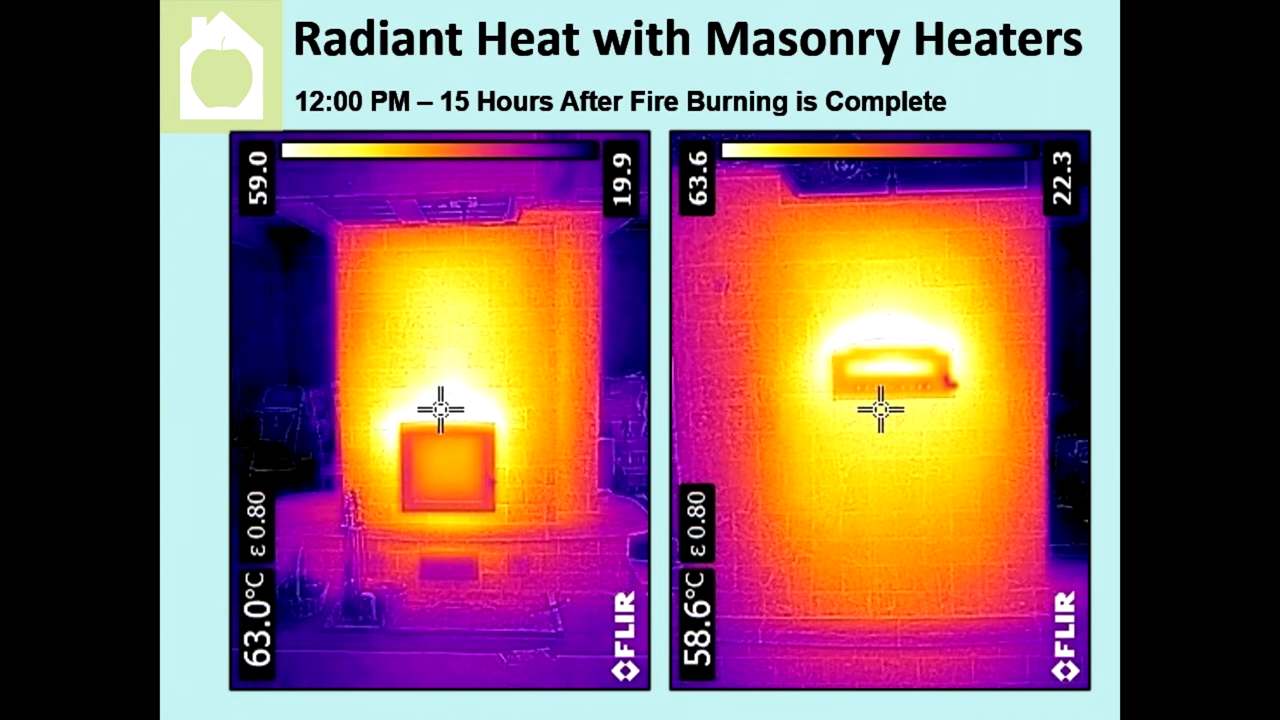 Radiant Heat with Masonry Heaters
12:00 PM – 15 Hours After Fire Burning is Complete
59.0
19.9
ε 0.80
63.0°C
FLIR
63.6
22.3
ε 0.80
58.6°C
FLIR